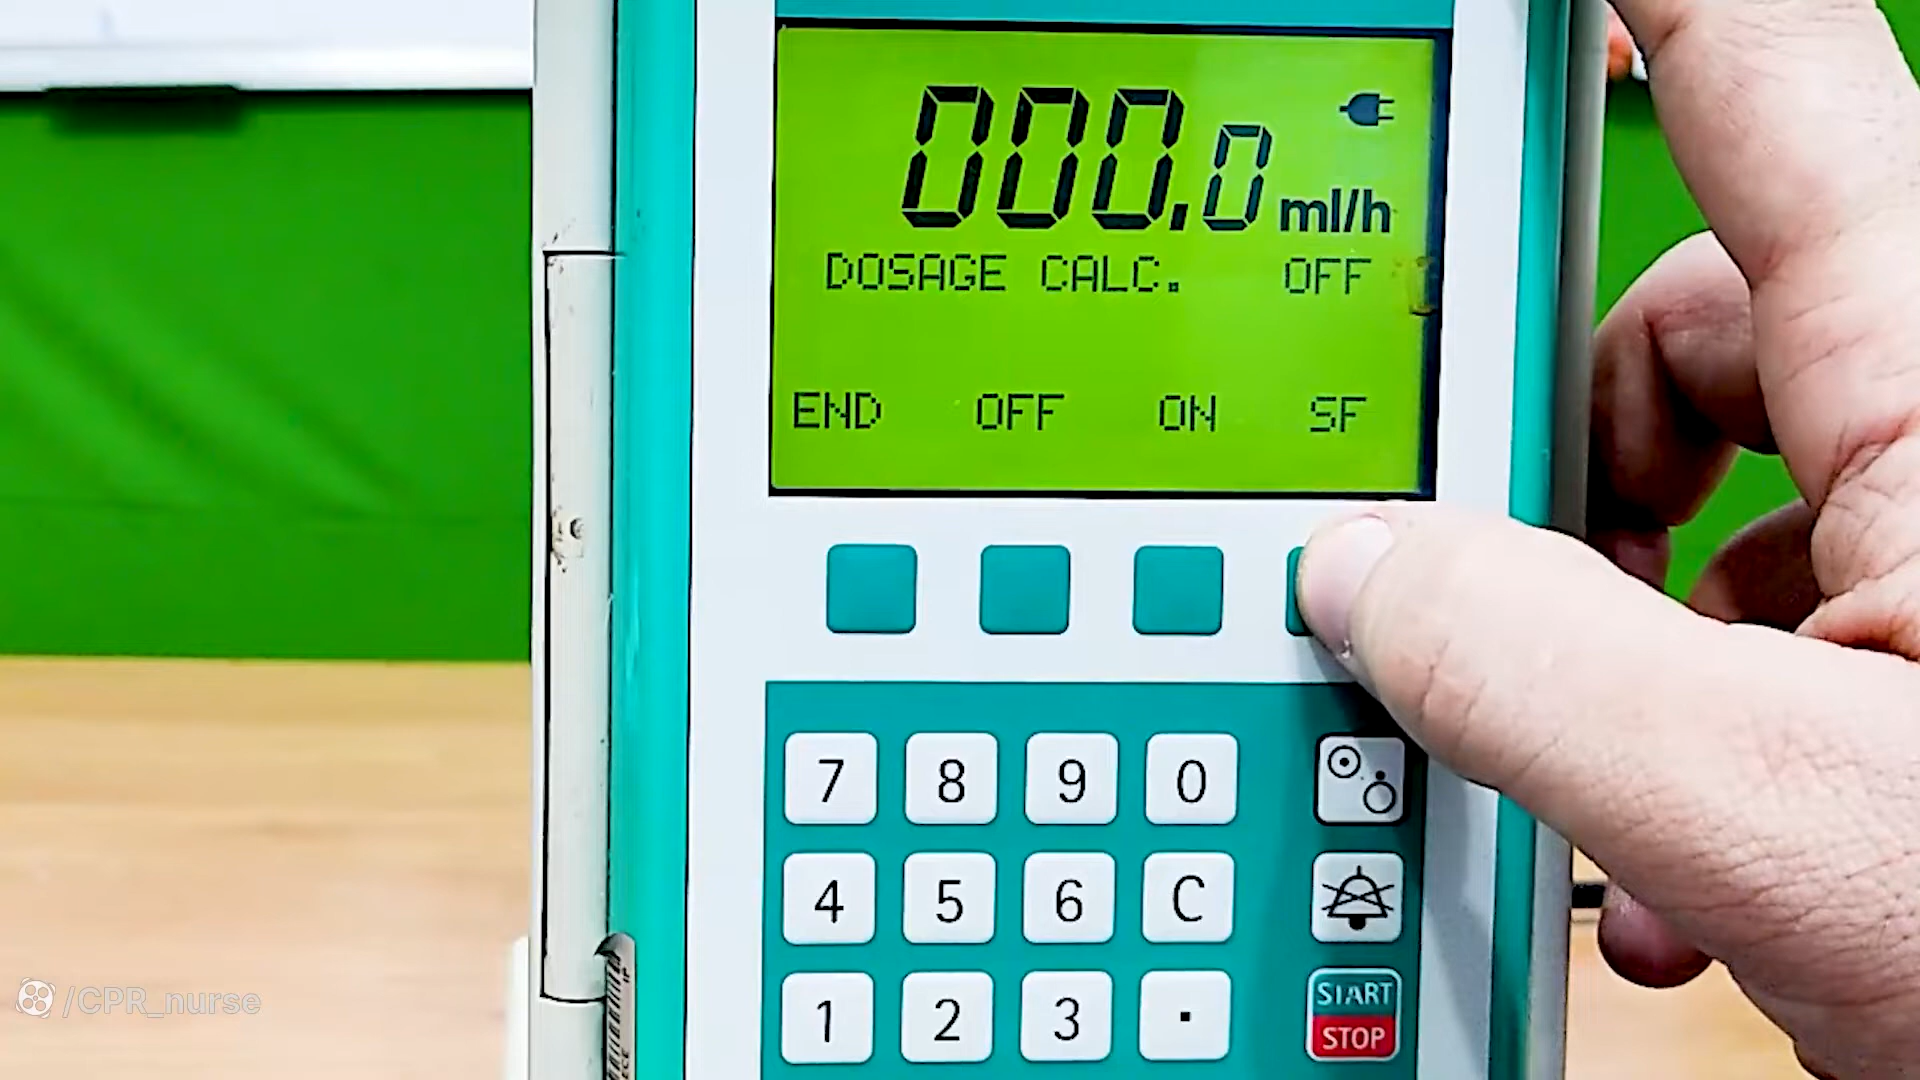 000.0 ml/h
DOSAGE CALC. OFF
END OFF ON SF
7 8 9 0
4 5 6 C
1 2 3 .
START
STOP
/CPR_nurse